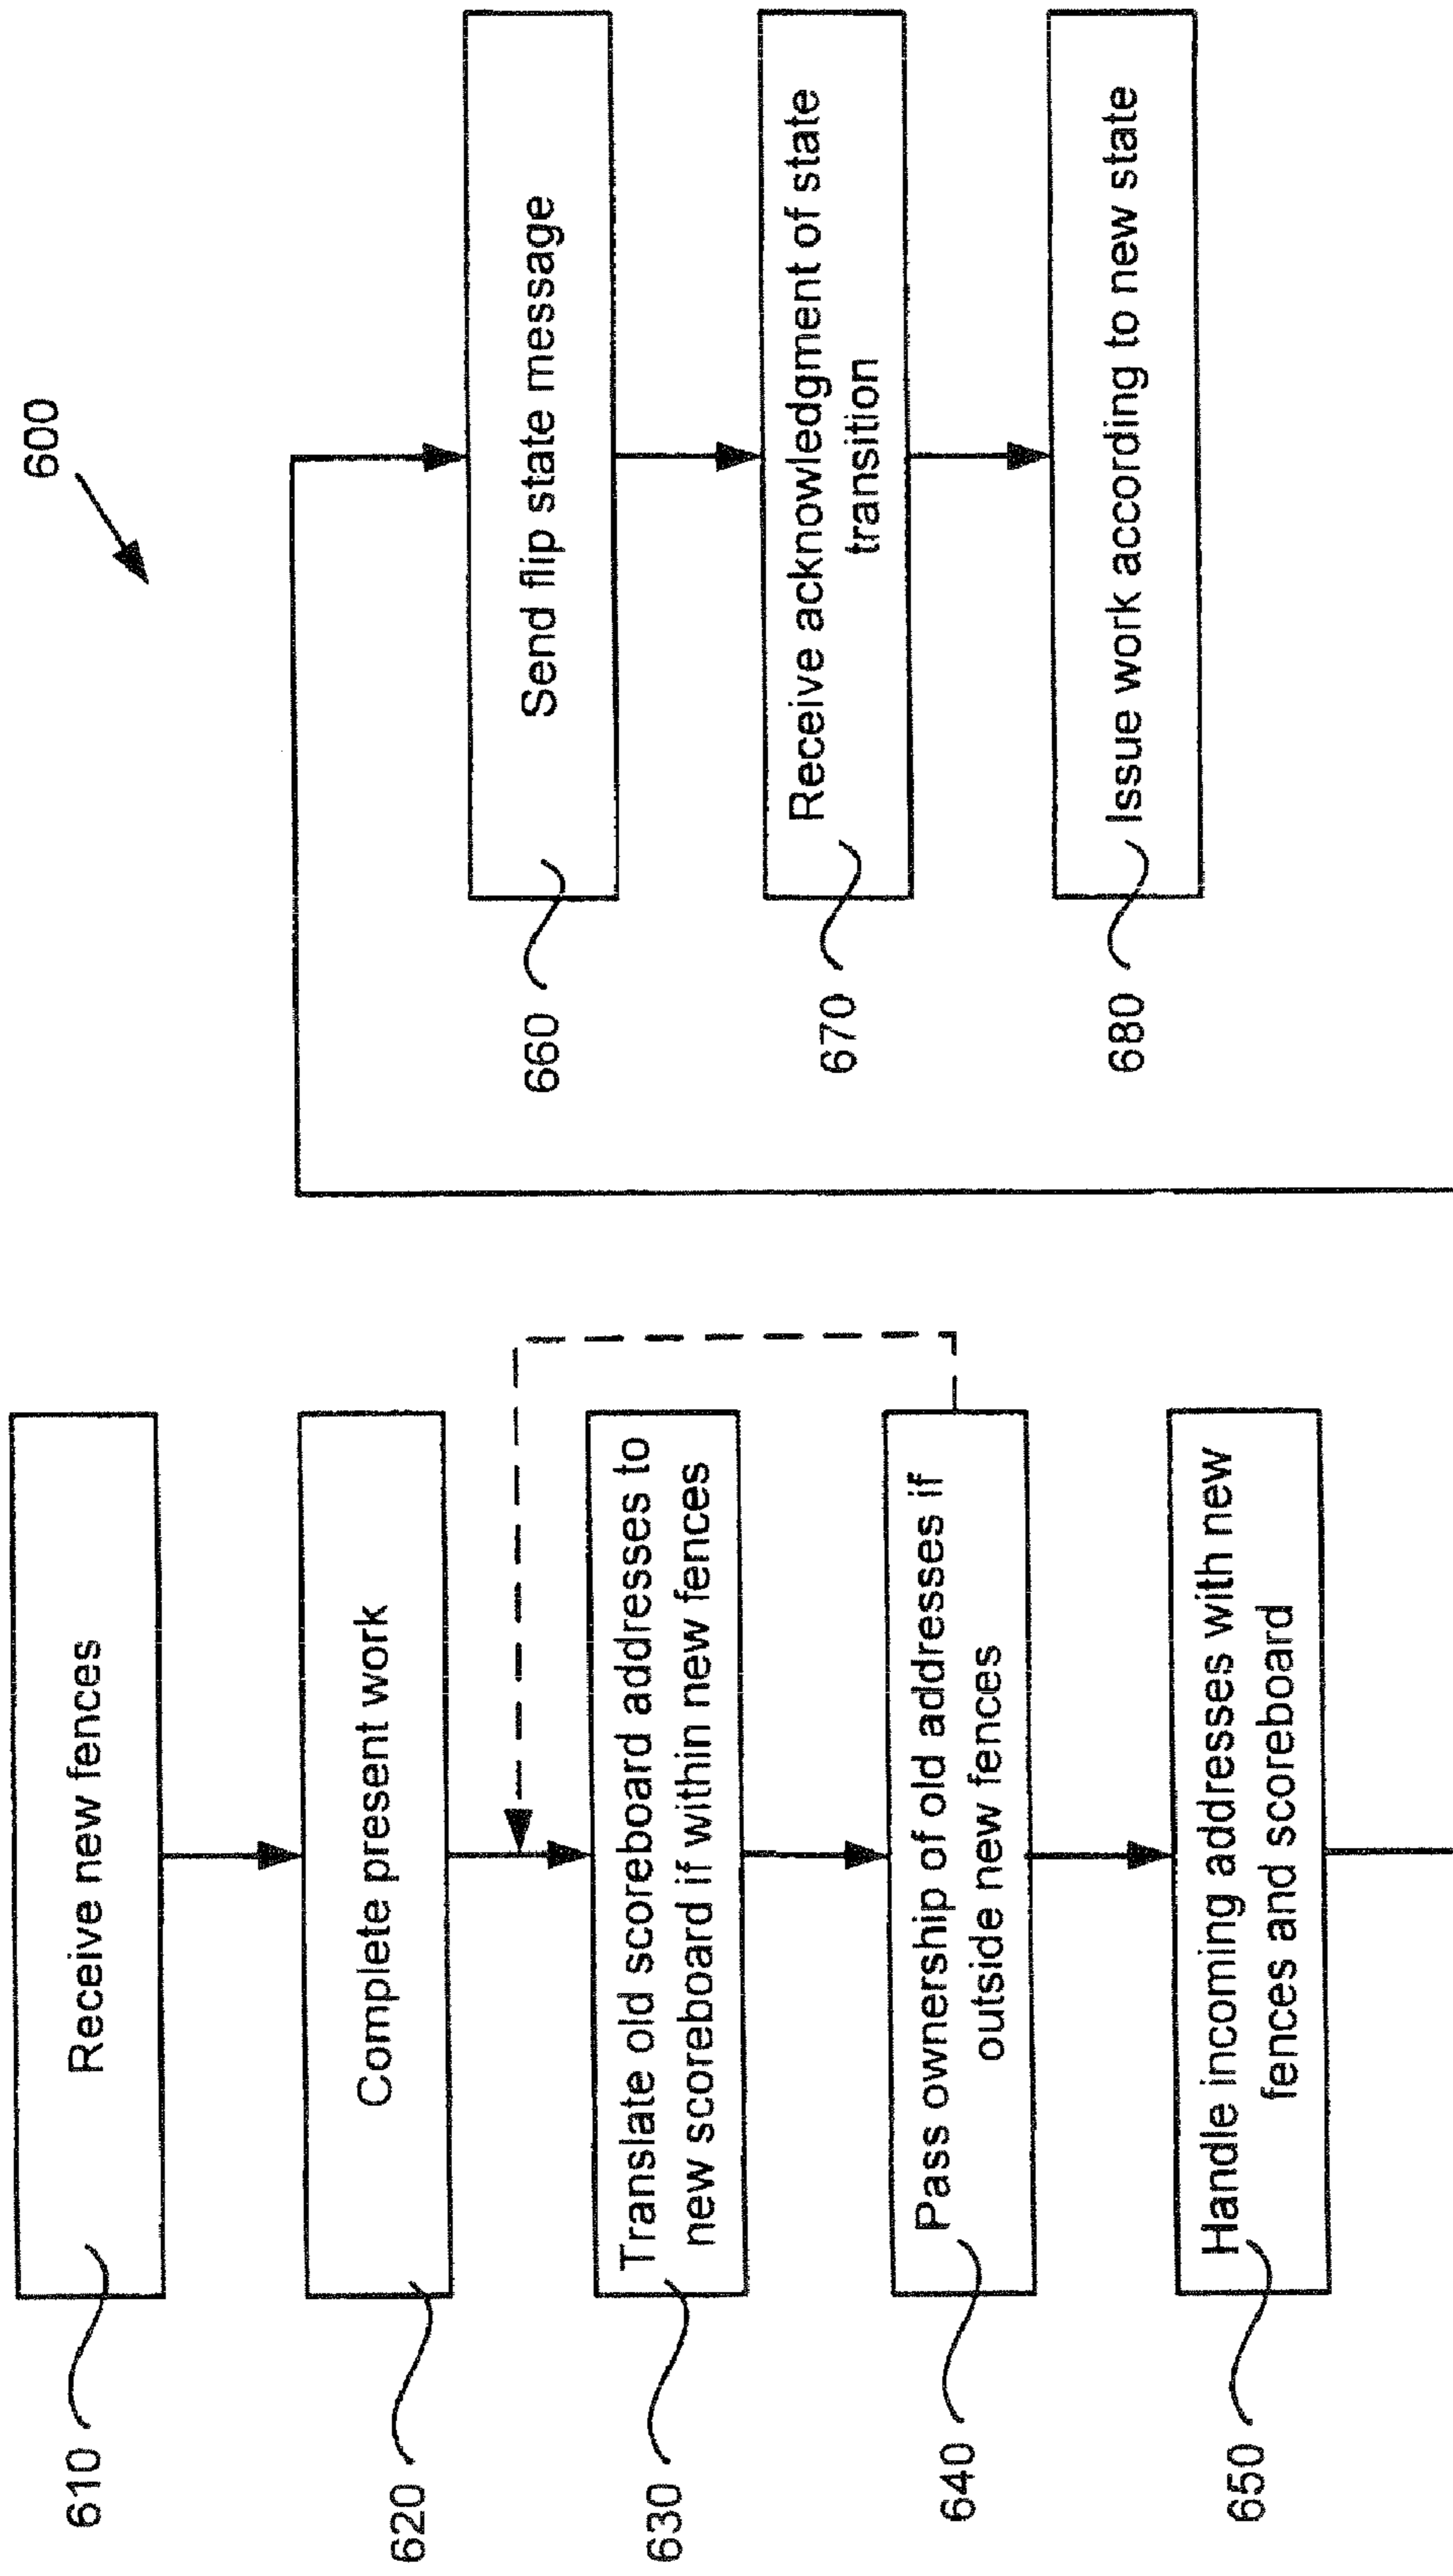 600
610
Receive new fences
620
Complete present work
630
Translate old scoreboard addresses to
new scoreboard if within new fences
640
Pass ownership of old addresses if
outside new fences
650
Handle incoming addresses with new
fences and scoreboard
660
Send flip state message
670
Receive acknowledgment of state
transition
680
Issue work according to new state